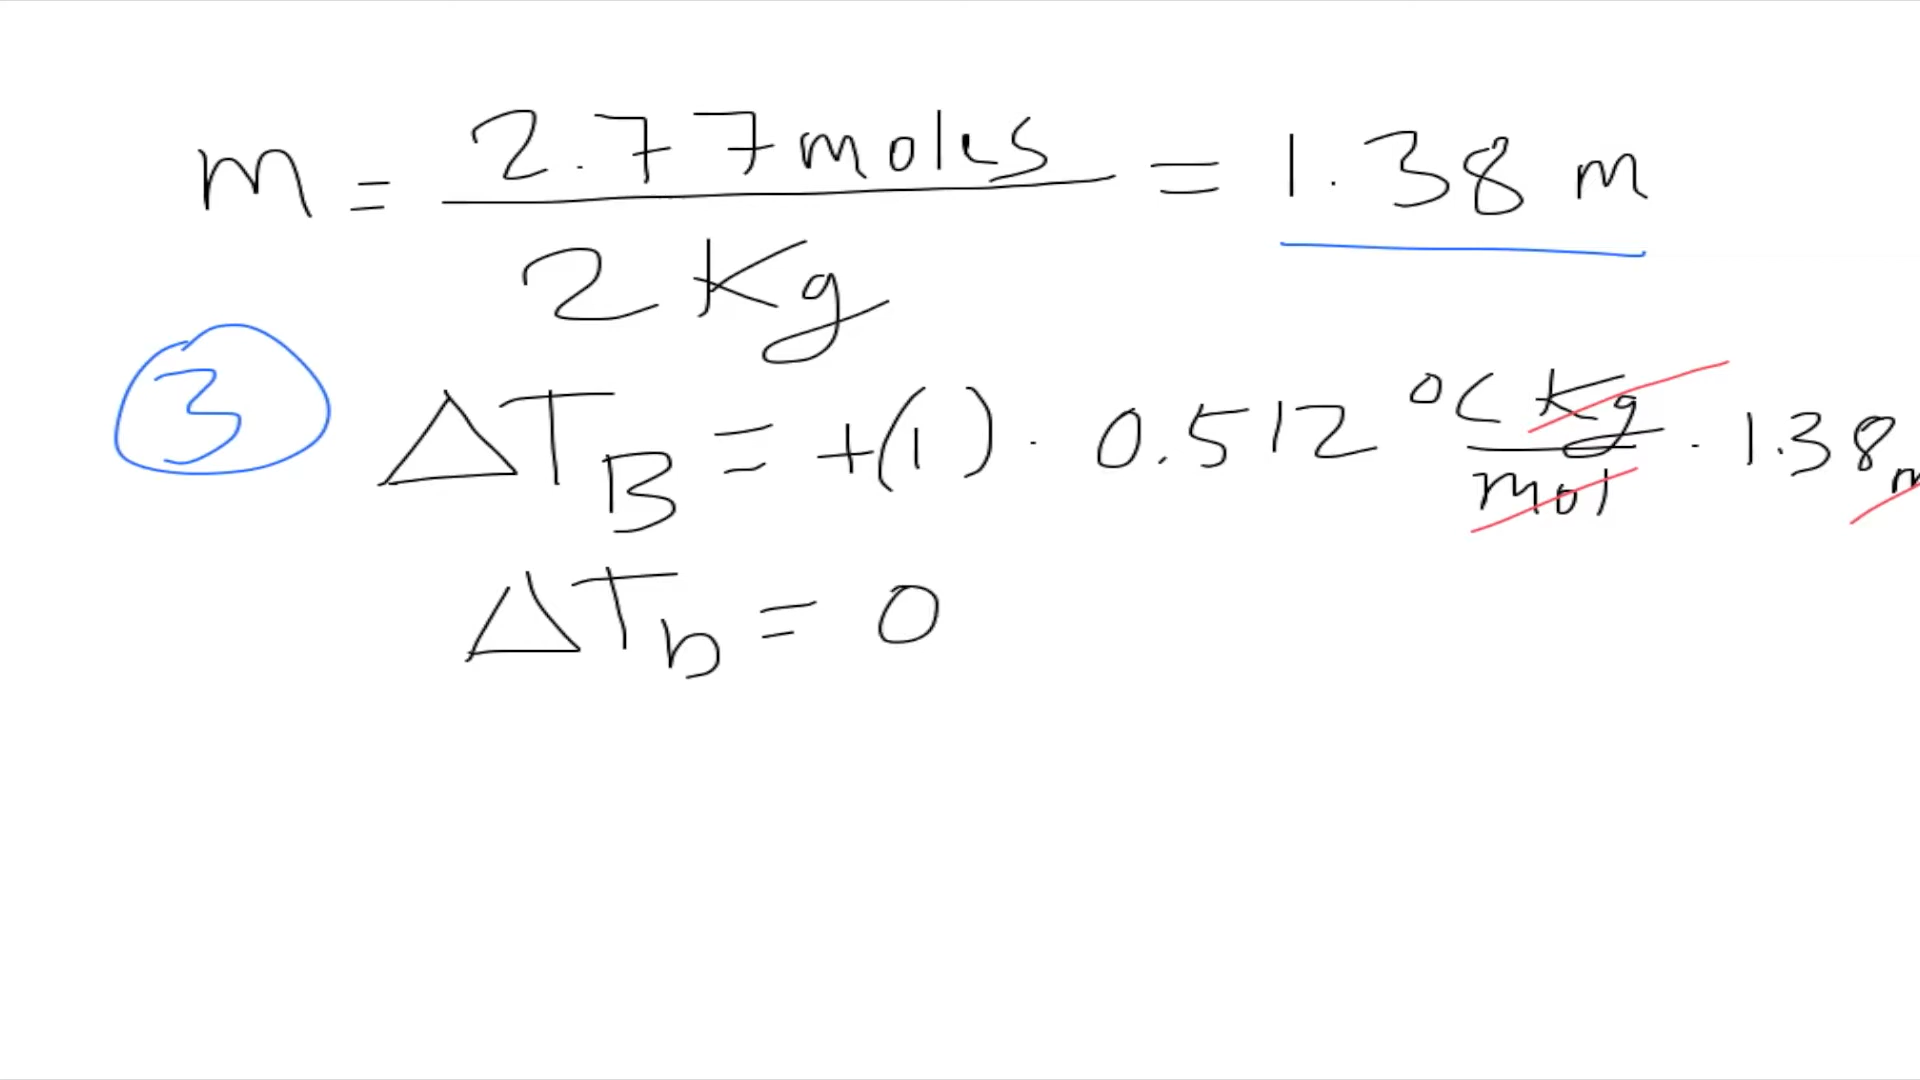 m = 2.77 moles / 2 Kg = 1.38 m
3 ΔT_B = +(1) · 0.512 °C Kg / mol · 1.38 m
ΔT_b = 0